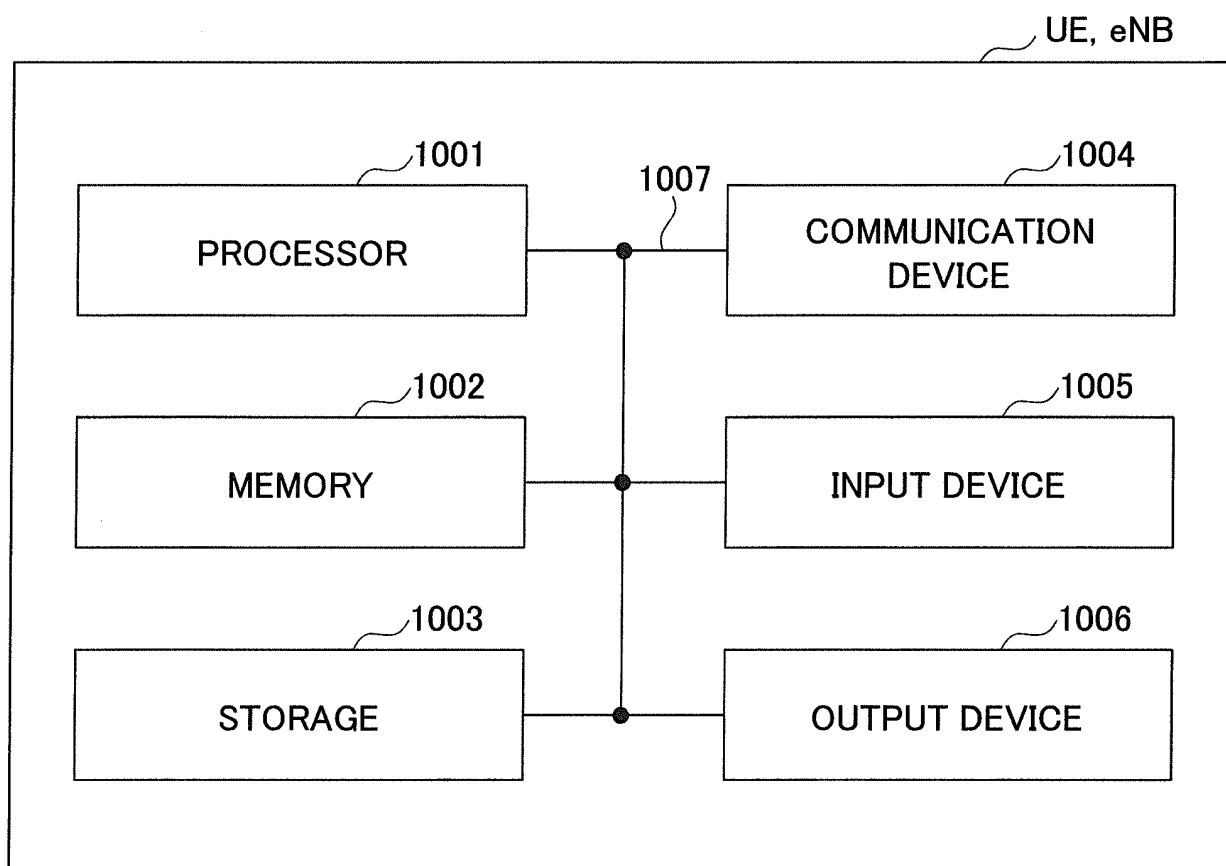 UE, eNB
1001
PROCESSOR
1007
1004
COMMUNICATION
DEVICE
1002
MEMORY
1005
INPUT DEVICE
1003
STORAGE
1006
OUTPUT DEVICE